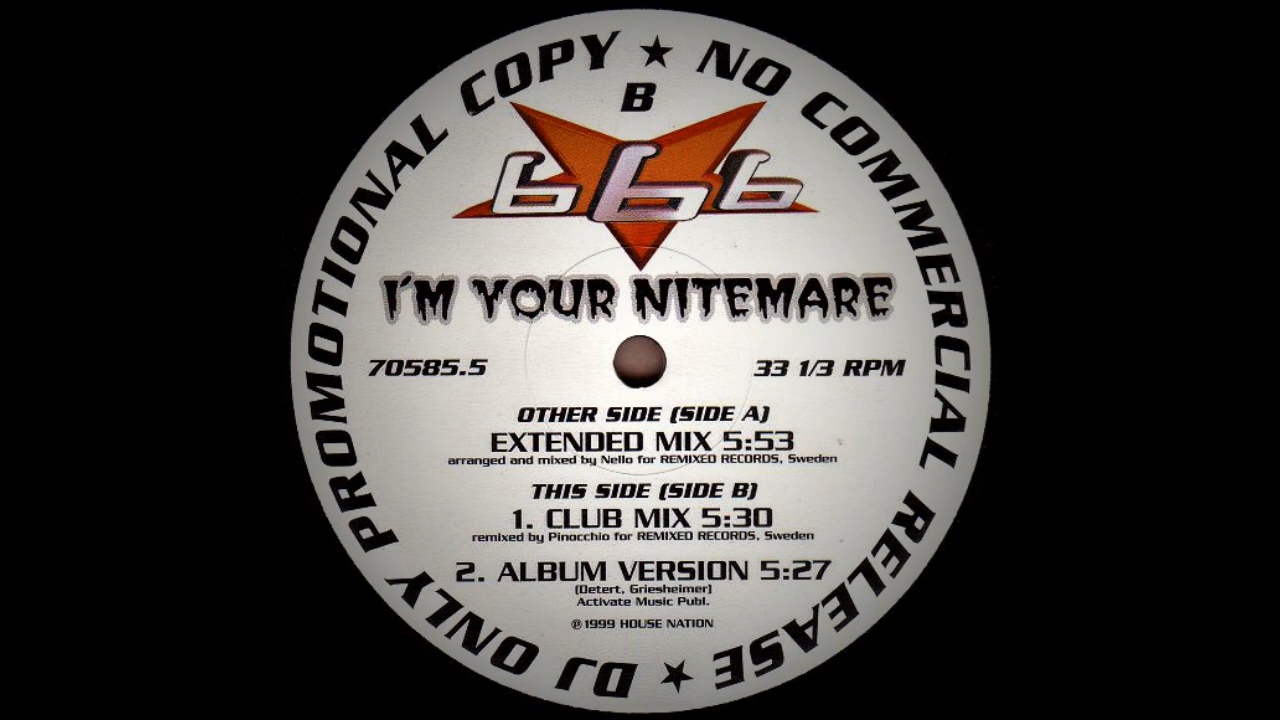 DJ ONLY PROMOTIONAL COPY ★ NO COMMERCIAL RELEASE ★
B
666
I'M YOUR NITEMARE
70585.5
33 1/3 RPM
OTHER SIDE (SIDE A)
EXTENDED MIX 5:53
arranged and mixed by Nello for REMIXED RECORDS, Sweden
THIS SIDE (SIDE B)
1. CLUB MIX 5:30
remixed by Pinocchio for REMIXED RECORDS, Sweden
2. ALBUM VERSION 5:27
(Detert, Griesheimer)
Activate Music Publ.
℗ 1999 HOUSE NATION